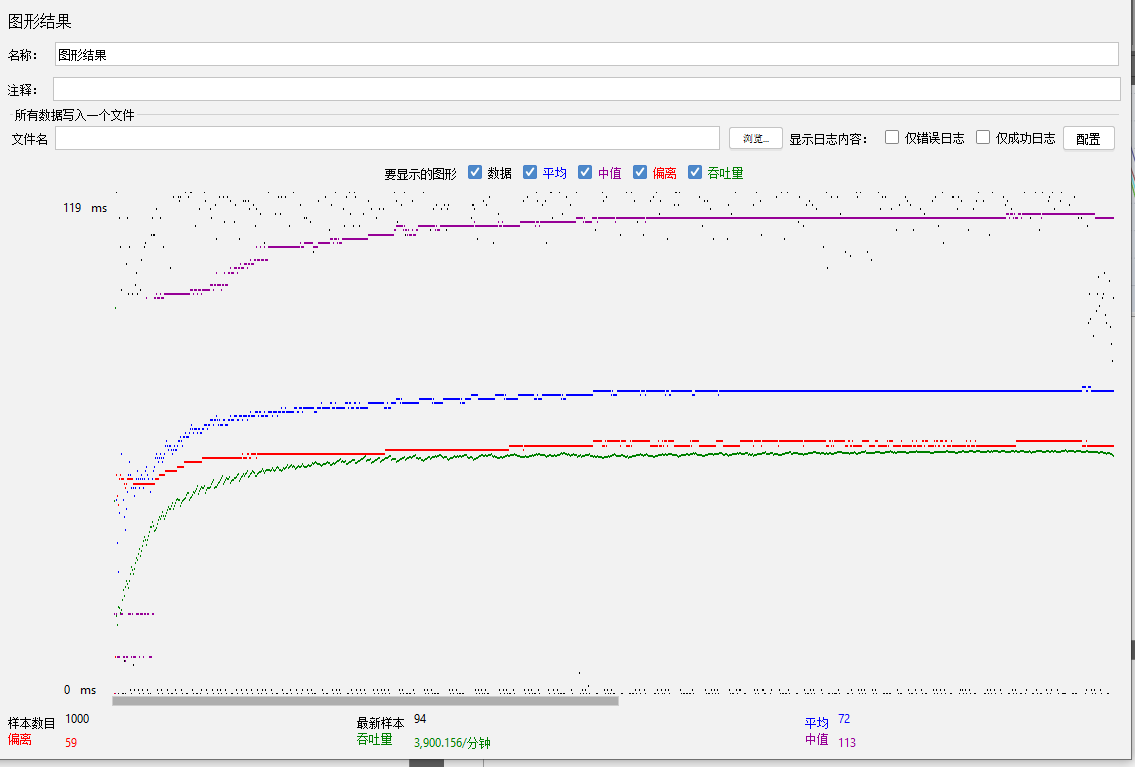 图形结果
名称： 图形结果
注释：
所有数据写入一个文件
文件名 浏览... 显示日志内容： 仅错误日志 仅成功日志 配置
要显示的图形 数据 平均 中值 偏离 吞吐量
119 ms
0 ms
样本数目 1000 最新样本 94 平均 72
偏离 59 吞吐量 3,900.156/分钟 中值 113